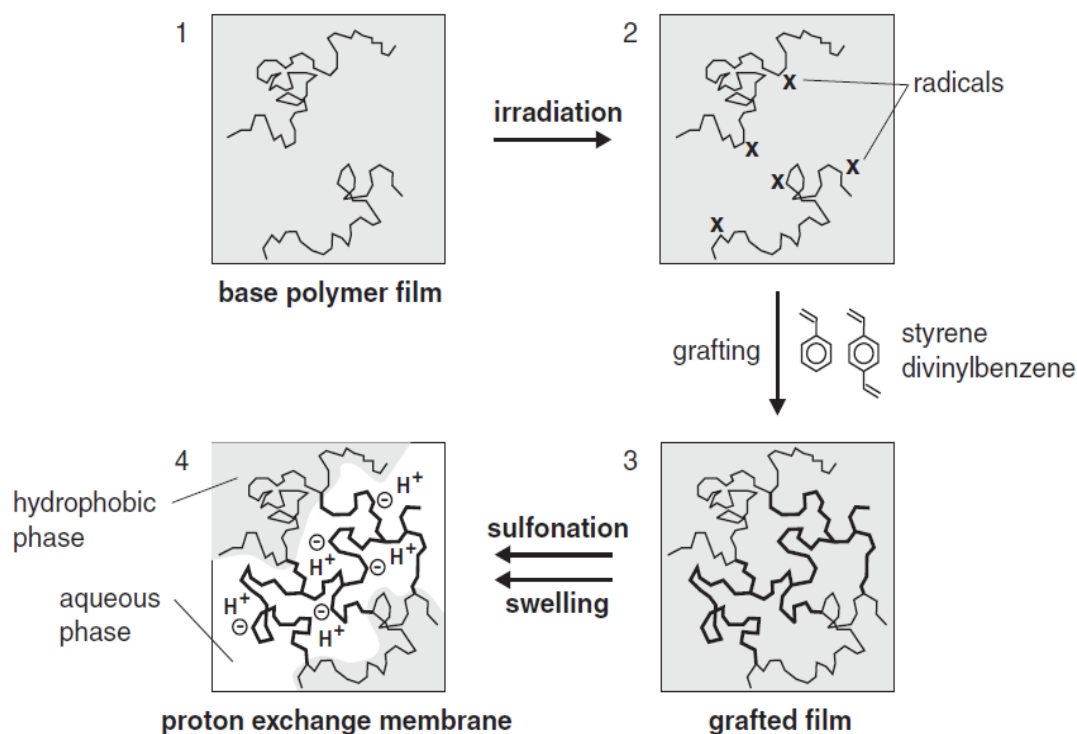 1
2
irradiation
x
x
x
x
x
radicals
base polymer film
grafting
styrene
divinylbenzene
4
3
hydrophobic
phase
aqueous
phase
⊖ H⁺
⊖ H⁺
H⁺ ⊖
H⁺ ⊖
⊖ H⁺
sulfonation
swelling
proton exchange membrane
grafted film